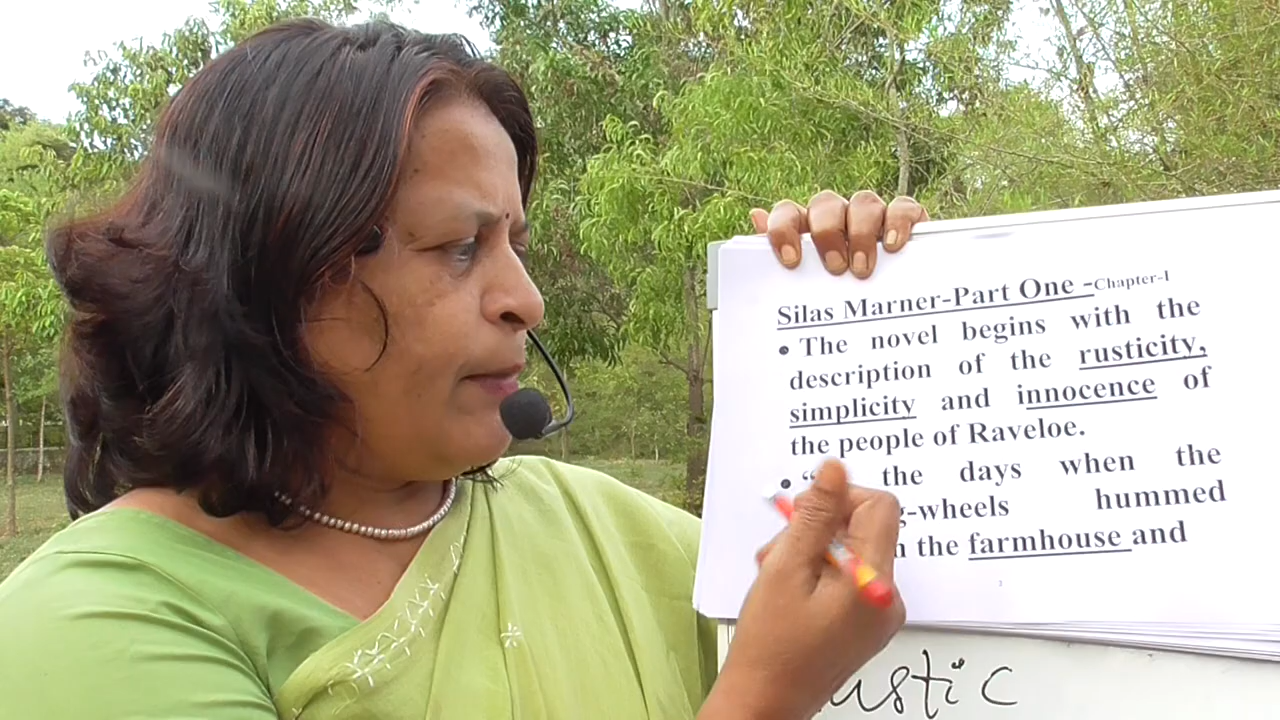 Silas Marner-Part One -Chapter-I
• The novel begins with the
description of the rusticity,
simplicity and innocence of
the people of Raveloe.
• “ the days when the
g-wheels hummed
the farmhouse and
2
ustic